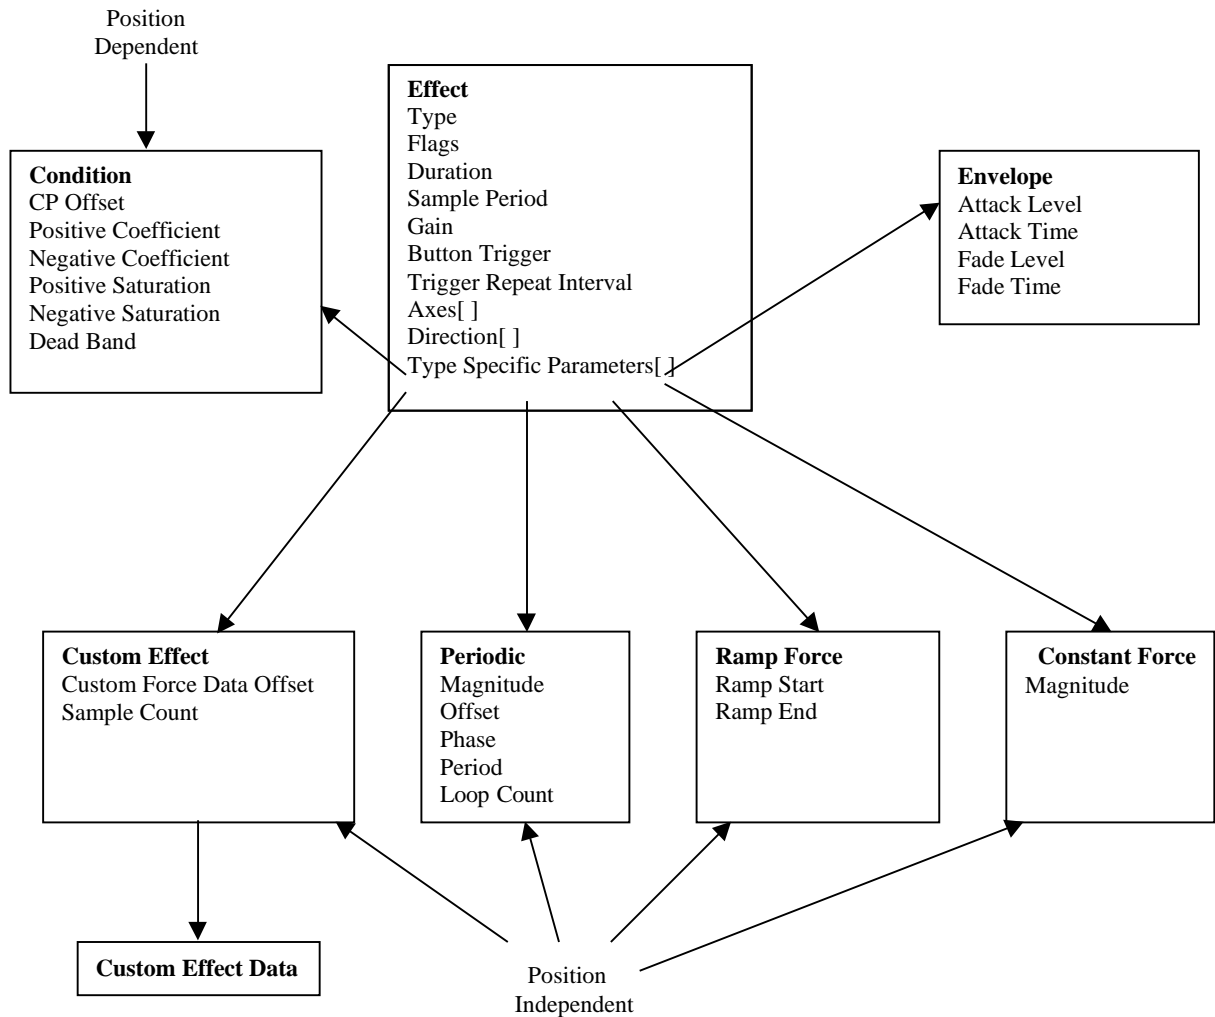 Position
Dependent
Effect
Type
Flags
Duration
Sample Period
Gain
Button Trigger
Trigger Repeat Interval
Axes[ ]
Direction[ ]
Type Specific Parameters[ ]
Condition
CP Offset
Positive Coefficient
Negative Coefficient
Positive Saturation
Negative Saturation
Dead Band
Envelope
Attack Level
Attack Time
Fade Level
Fade Time
Custom Effect
Custom Force Data Offset
Sample Count
Periodic
Magnitude
Offset
Phase
Period
Loop Count
Ramp Force
Ramp Start
Ramp End
Constant Force
Magnitude
Custom Effect Data
Position
Independent